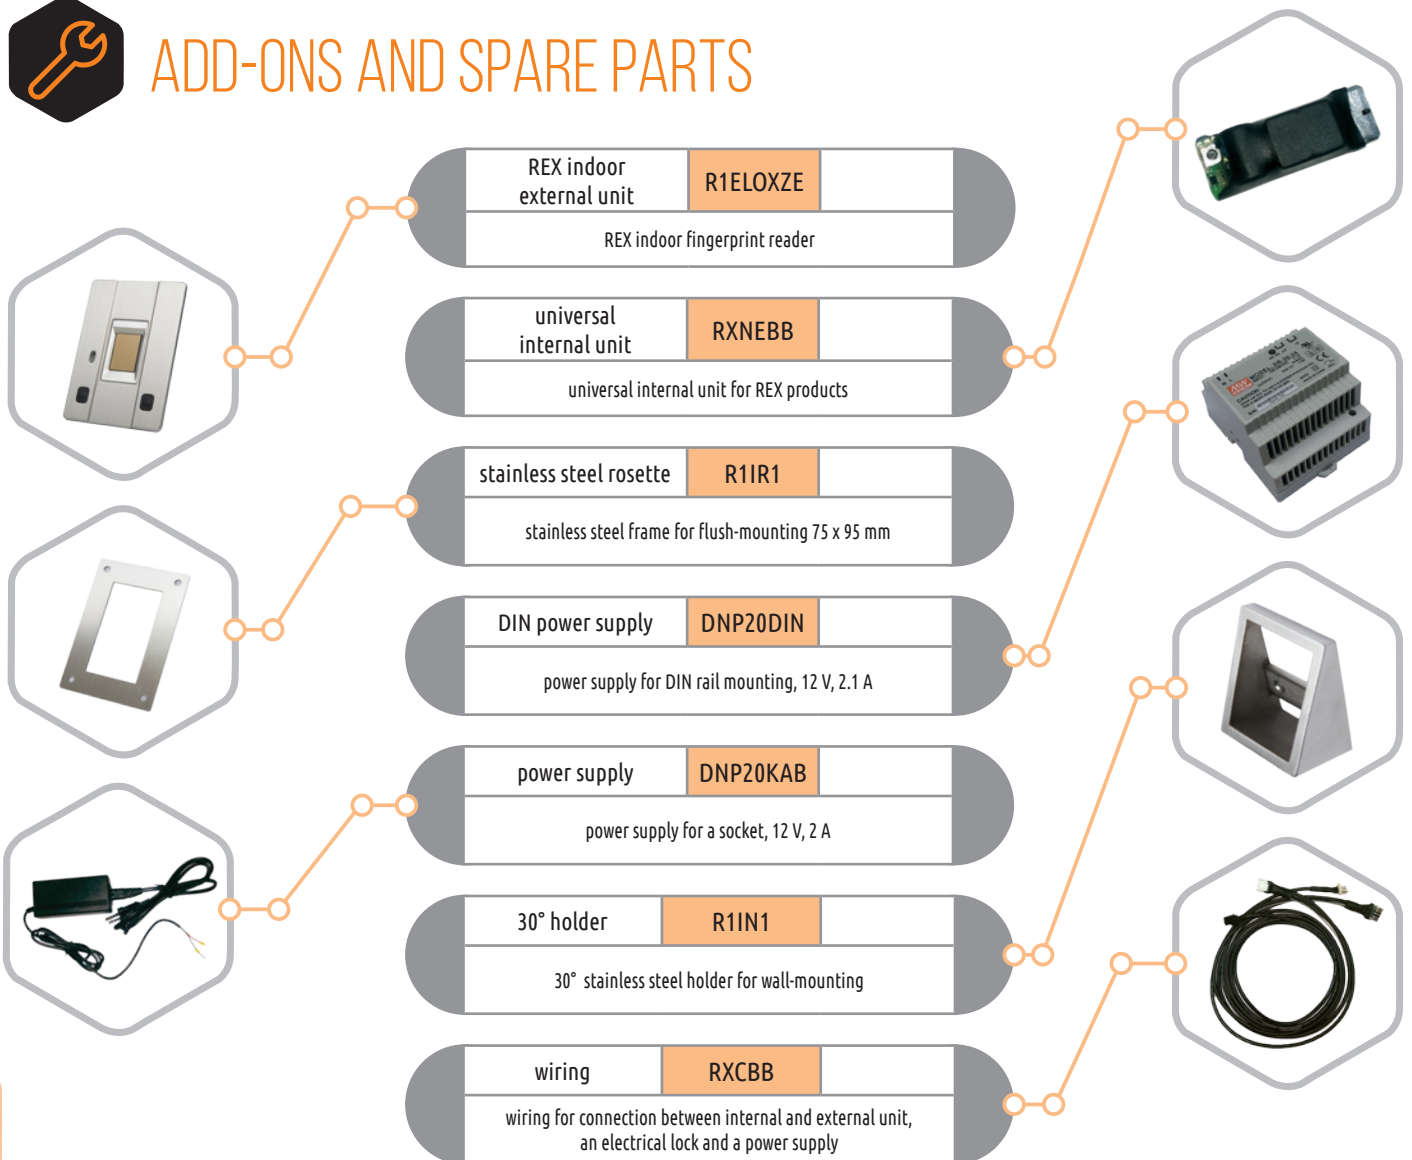 ADD-ONS AND SPARE PARTS
REX indoor
external unit
R1ELOXZE
REX indoor fingerprint reader
universal
internal unit
RXNEBB
universal internal unit for REX products
stainless steel rosette
R1IR1
stainless steel frame for flush-mounting 75 x 95 mm
DIN power supply
DNP20DIN
power supply for DIN rail mounting, 12 V, 2.1 A
power supply
DNP20KAB
power supply for a socket, 12 V, 2 A
30° holder
R1IN1
30° stainless steel holder for wall-mounting
wiring
RXCBB
wiring for connection between internal and external unit,
an electrical lock and a power supply
MW